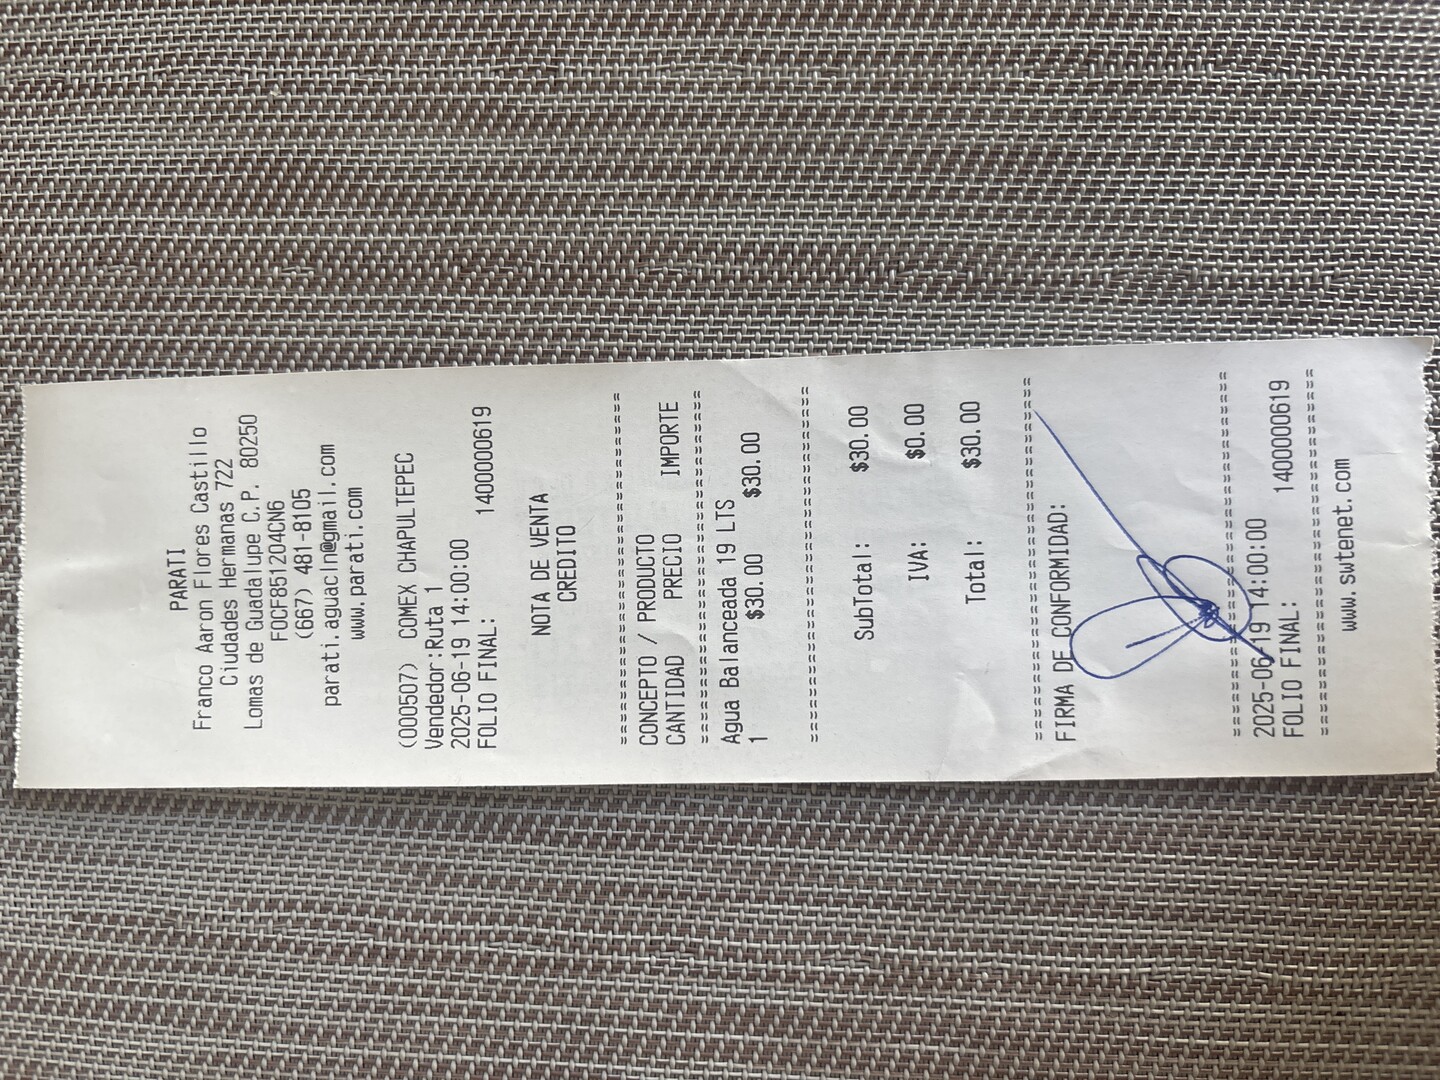 PARATI
Franco Aaron Flores Castillo
Ciudades Hermanas 722
Lomas de Guadalupe C.P. 80250
FOCF851204CN6
(667) 481-8105
parati.aguacln@gmail.com
www.parati.com
(000507) COMEX CHAPULTEPEC
Vendedor:Ruta 1
2025-06-19 14:00:00
FOLIO FINAL: 1400000619
NOTA DE VENTA
CREDITO
CONCEPTO / PRODUCTO
CANTIDAD PRECIO IMPORTE
Agua Balanceada 19 LTS
1 $30.00 $30.00
SubTotal: $30.00
IVA: $0.00
Total: $30.00
FIRMA DE CONFORMIDAD:
2025-06-19 14:00:00
FOLIO FINAL: 1400000619
www.swtenet.com